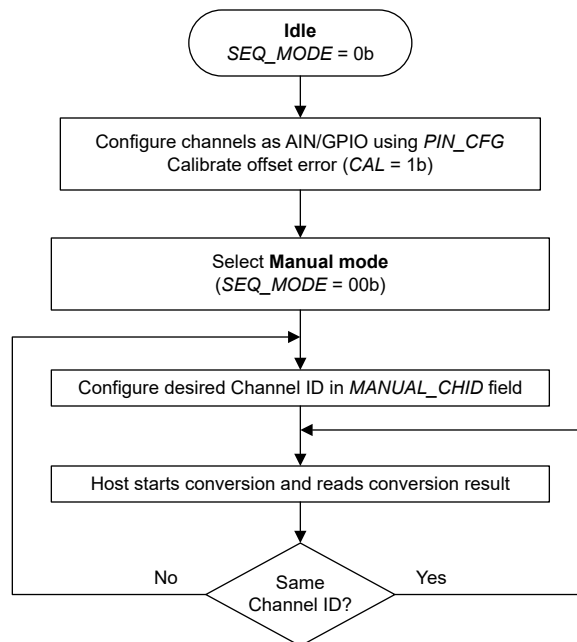 Idle
SEQ_MODE = 0b
Configure channels as AIN/GPIO using PIN_CFG
Calibrate offset error (CAL = 1b)
Select Manual mode
(SEQ_MODE = 00b)
Configure desired Channel ID in MANUAL_CHID field
Host starts conversion and reads conversion result
No
Same
Channel ID?
Yes